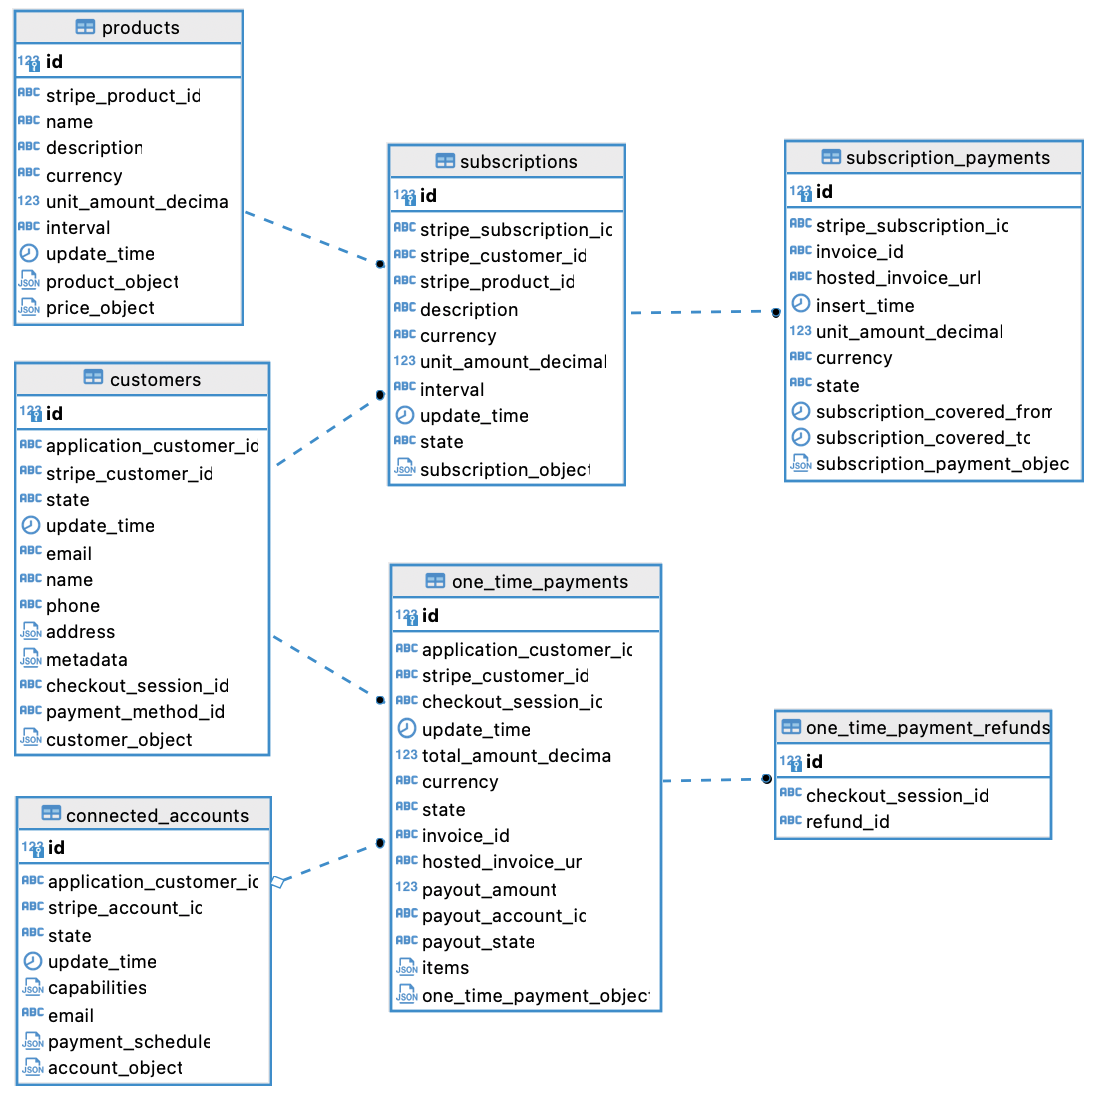 products
123 id
ABC stripe_product_id
ABC name
ABC description
ABC currency
123 unit_amount_decima
ABC interval
update_time
JSON product_object
JSON price_object
subscriptions
123 id
ABC stripe_subscription_ic
ABC stripe_customer_id
ABC stripe_product_id
ABC description
ABC currency
123 unit_amount_decimal
ABC interval
update_time
ABC state
JSON subscription_object
subscription_payments
123 id
ABC stripe_subscription_ic
ABC invoice_id
ABC hosted_invoice_url
insert_time
123 unit_amount_decimal
ABC currency
ABC state
subscription_covered_from
subscription_covered_tc
JSON subscription_payment_objec
customers
123 id
ABC application_customer_ic
ABC stripe_customer_id
ABC state
update_time
ABC email
ABC name
ABC phone
JSON address
JSON metadata
ABC checkout_session_id
ABC payment_method_id
JSON customer_object
one_time_payments
123 id
ABC application_customer_ic
ABC stripe_customer_id
ABC checkout_session_ic
update_time
123 total_amount_decima
ABC currency
ABC state
ABC invoice_id
ABC hosted_invoice_ur
123 payout_amount
ABC payout_account_ic
ABC payout_state
JSON items
JSON one_time_payment_object
one_time_payment_refunds
123 id
ABC checkout_session_id
ABC refund_id
connected_accounts
123 id
ABC application_customer_ic
ABC stripe_account_ic
ABC state
update_time
JSON capabilities
ABC email
JSON payment_schedule
JSON account_object